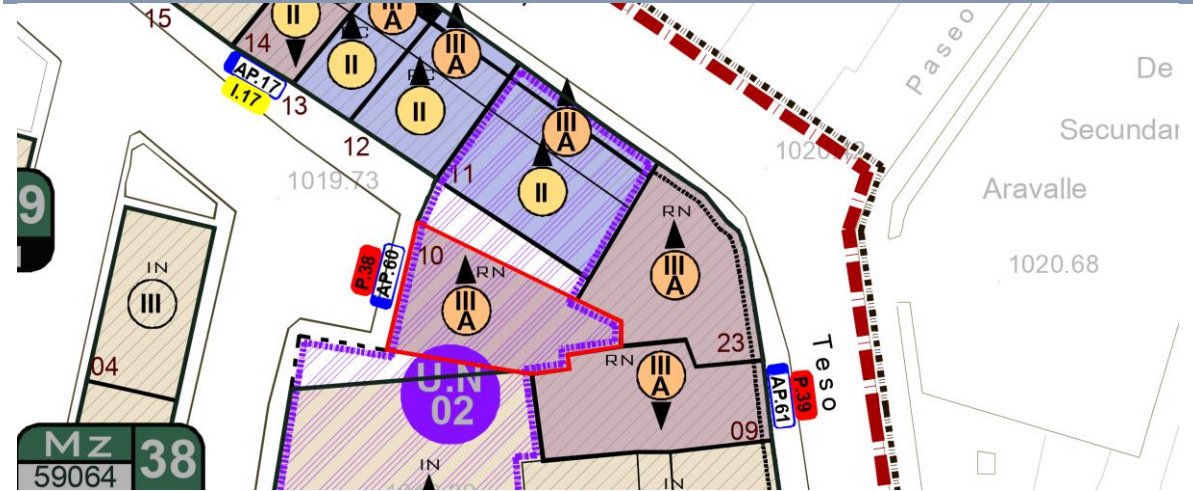 15
14
II
III
A
II
III
A
II
AP.17
I.17
13
12
11
III
A
II
1020.42
Paseo
De
Secundar
Aravalle
1020.68
1019.73
9
IN
III
04
P.38
AP.60
10
RN
III
A
RN
III
A
23
RN
III
A
09
AP.61
P.39
Teso
U.N
02
IN
IN
Mz
59064
38